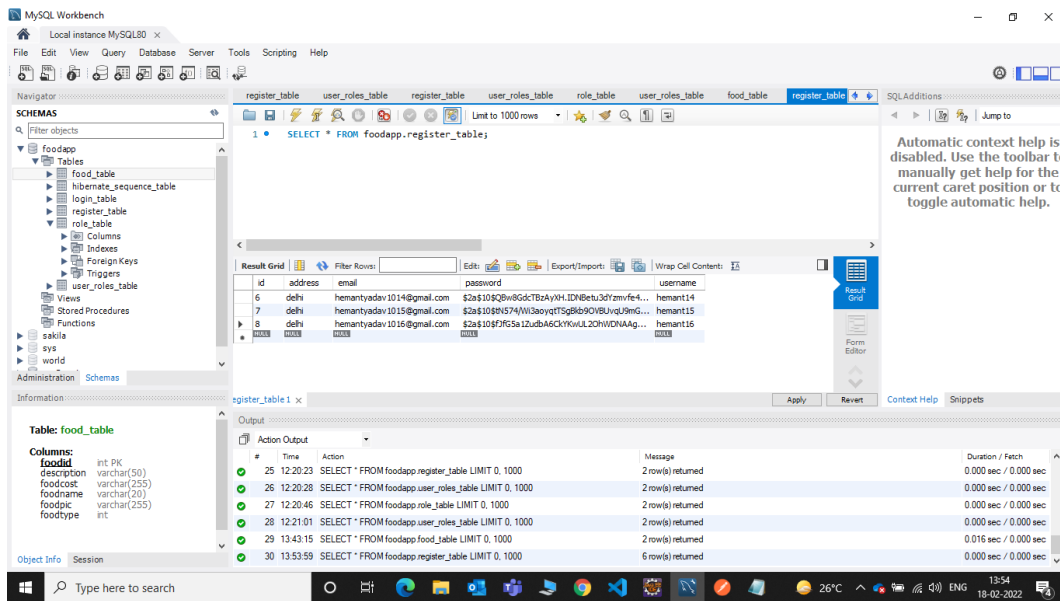 MySQL Workbench
Local instance MySQL80 ×
File Edit View Query Database Server Tools Scripting Help
Navigator
SCHEMAS
Filter objects
foodapp
Tables
food_table
hibernate_sequence_table
login_table
register_table
role_table
Columns
Indexes
Foreign Keys
Triggers
user_roles_table
Views
Stored Procedures
Functions
sakila
sys
world
Administration Schemas
Information
Table: food_table
Columns:
foodid int PK
description varchar(50)
foodcost varchar(255)
foodname varchar(20)
foodpic varchar(255)
foodtype int
Object Info Session
register_table user_roles_table register_table user_roles_table role_table user_roles_table food_table register_table
Limit to 1000 rows
1 SELECT * FROM foodapp.register_table;
Result Grid Filter Rows: Edit: Export/Import: Wrap Cell Content:
id address email password username
6 delhi hemantyadav1014@gmail.com $2a$10$QBw8GdcTBzAyXH.IDNBetu3dYzmvfe4... hemant14
7 delhi hemantyadav1015@gmail.com $2a$10$tN574/Wi3aoyqtTSgBkb9OVBUvqU9mG... hemant15
8 delhi hemantyadav1016@gmail.com $2a$10$fJfG5a1ZudbA6CkYKwUL2OhWDNAAg... hemant16
NULL NULL NULL NULL NULL
Result
Grid
Form
Editor
egister_table 1 ×
Apply Revert
SQLAdditions
Jump to
Automatic context help is
disabled. Use the toolbar to
manually get help for the
current caret position or to
toggle automatic help.
Context Help Snippets
Output
Action Output
# Time Action Message Duration / Fetch
25 12:20:23 SELECT * FROM foodapp.register_table LIMIT 0, 1000 2 row(s) returned 0.000 sec / 0.000 sec
26 12:20:28 SELECT * FROM foodapp.user_roles_table LIMIT 0, 1000 2 row(s) returned 0.000 sec / 0.000 sec
27 12:20:46 SELECT * FROM foodapp.role_table LIMIT 0, 1000 2 row(s) returned 0.000 sec / 0.000 sec
28 12:21:01 SELECT * FROM foodapp.user_roles_table LIMIT 0, 1000 2 row(s) returned 0.000 sec / 0.000 sec
29 13:43:15 SELECT * FROM foodapp.food_table LIMIT 0, 1000 2 row(s) returned 0.016 sec / 0.000 sec
30 13:53:59 SELECT * FROM foodapp.register_table LIMIT 0, 1000 6 row(s) returned 0.000 sec / 0.000 sec
Type here to search
26°C
ENG
13:54
18-02-2022